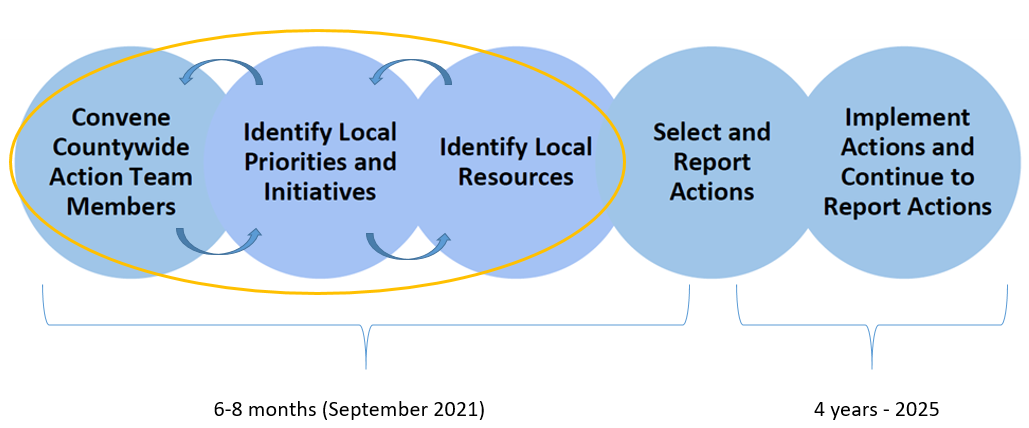 Convene
Countywide
Action Team
Members
Identify Local
Priorities and
Initiatives
Identify Local
Resources
Select and
Report
Actions
Implement
Actions and
Continue to
Report Actions
6-8 months (September 2021)
4 years - 2025